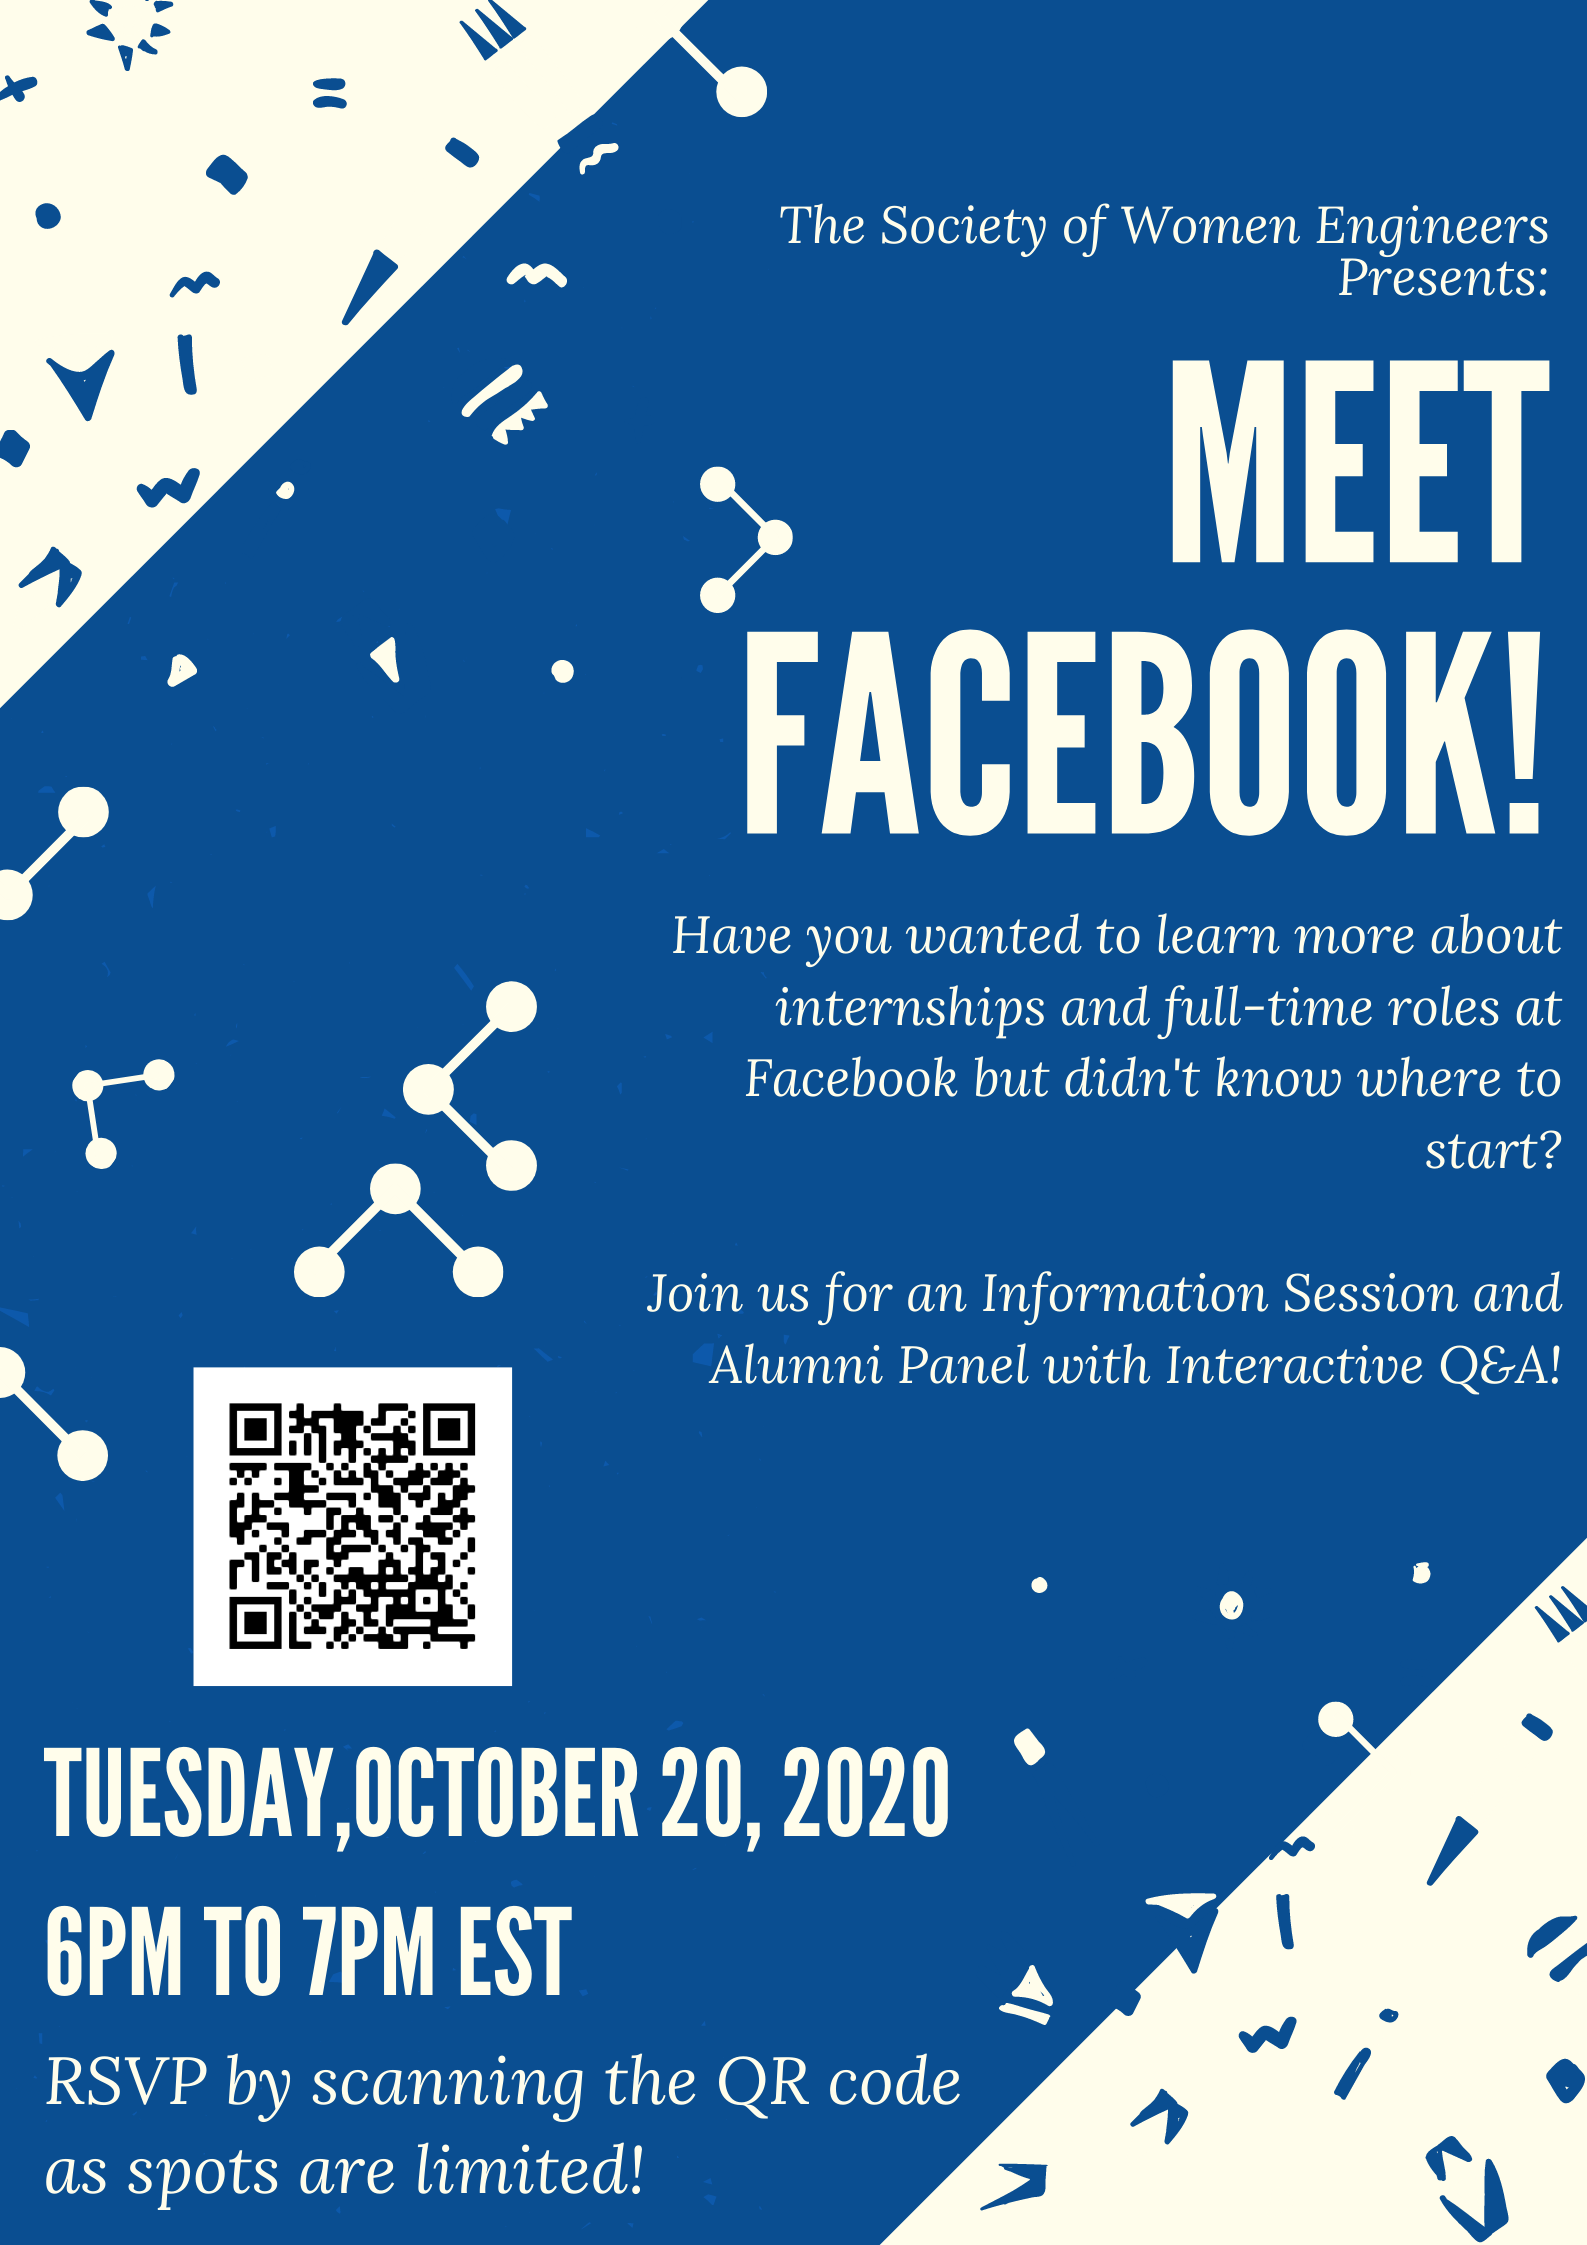 The Society of Women Engineers
Presents:
MEET
FACEBOOK!
Have you wanted to learn more about
internships and full-time roles at
Facebook but didn't know where to
start?
Join us for an Information Session and
Alumni Panel with Interactive Q&A!
TUESDAY,OCTOBER 20, 2020
6PM TO 7PM EST
RSVP by scanning the QR code
as spots are limited!